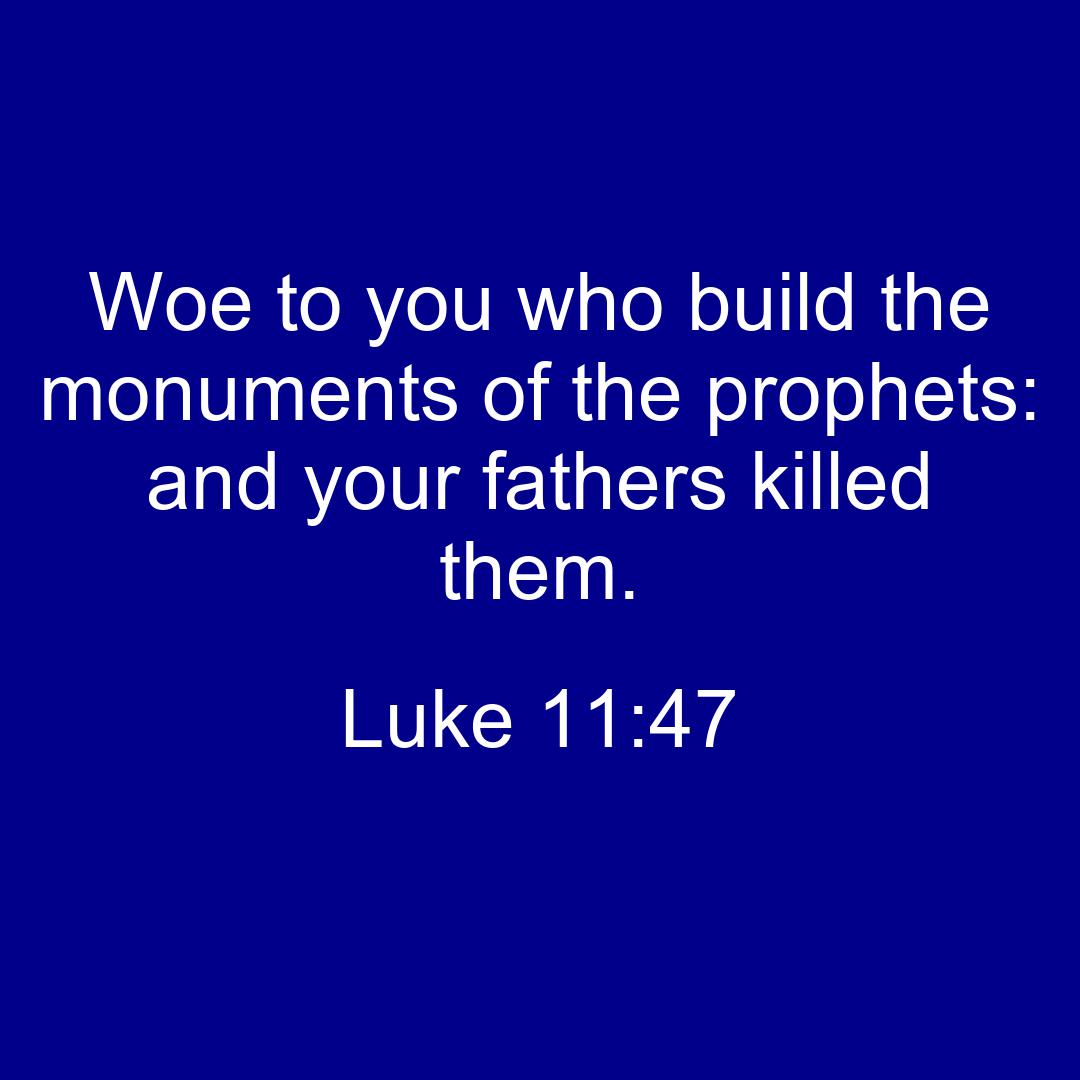 Woe to you who build the
monuments of the prophets:
and your fathers killed
them.
Luke 11:47